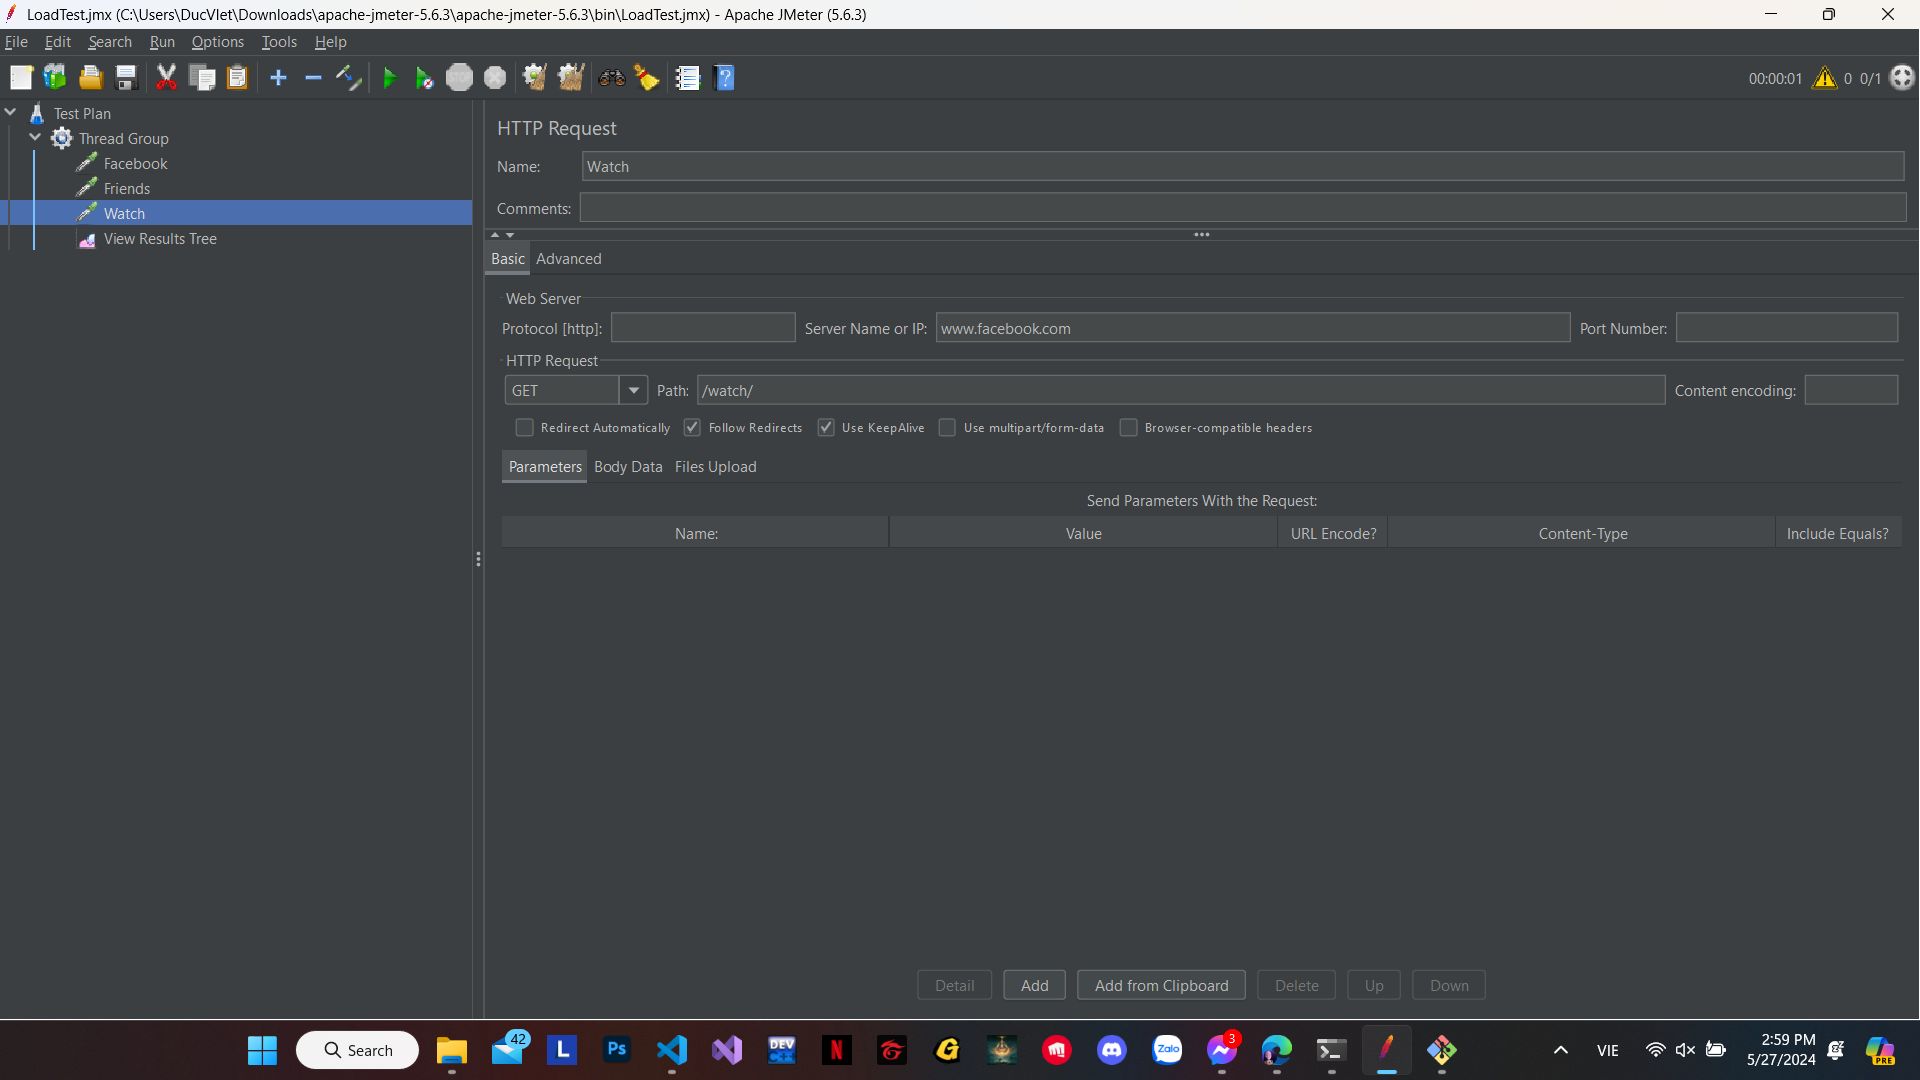 LoadTest.jmx (C:\Users\DucVIet\Downloads\apache-jmeter-5.6.3\apache-jmeter-5.6.3\bin\LoadTest.jmx) - Apache JMeter (5.6.3)
File Edit Search Run Options Tools Help
STOP
00:00:01 0 0/1
Test Plan
Thread Group
Facebook
Friends
Watch
View Results Tree
HTTP Request
Name: Watch
Comments:
Basic Advanced
Web Server
Protocol [http]: Server Name or IP: www.facebook.com Port Number:
HTTP Request
GET Path: /watch/ Content encoding:
Redirect Automatically Follow Redirects Use KeepAlive Use multipart/form-data Browser-compatible headers
Parameters Body Data Files Upload
Send Parameters With the Request:
Name: Value URL Encode? Content-Type Include Equals?
Detail Add Add from Clipboard Delete Up Down
Search 42 L Ps DEV C++ N G Zalo 3 VIE 2:59 PM PRE
5/27/2024